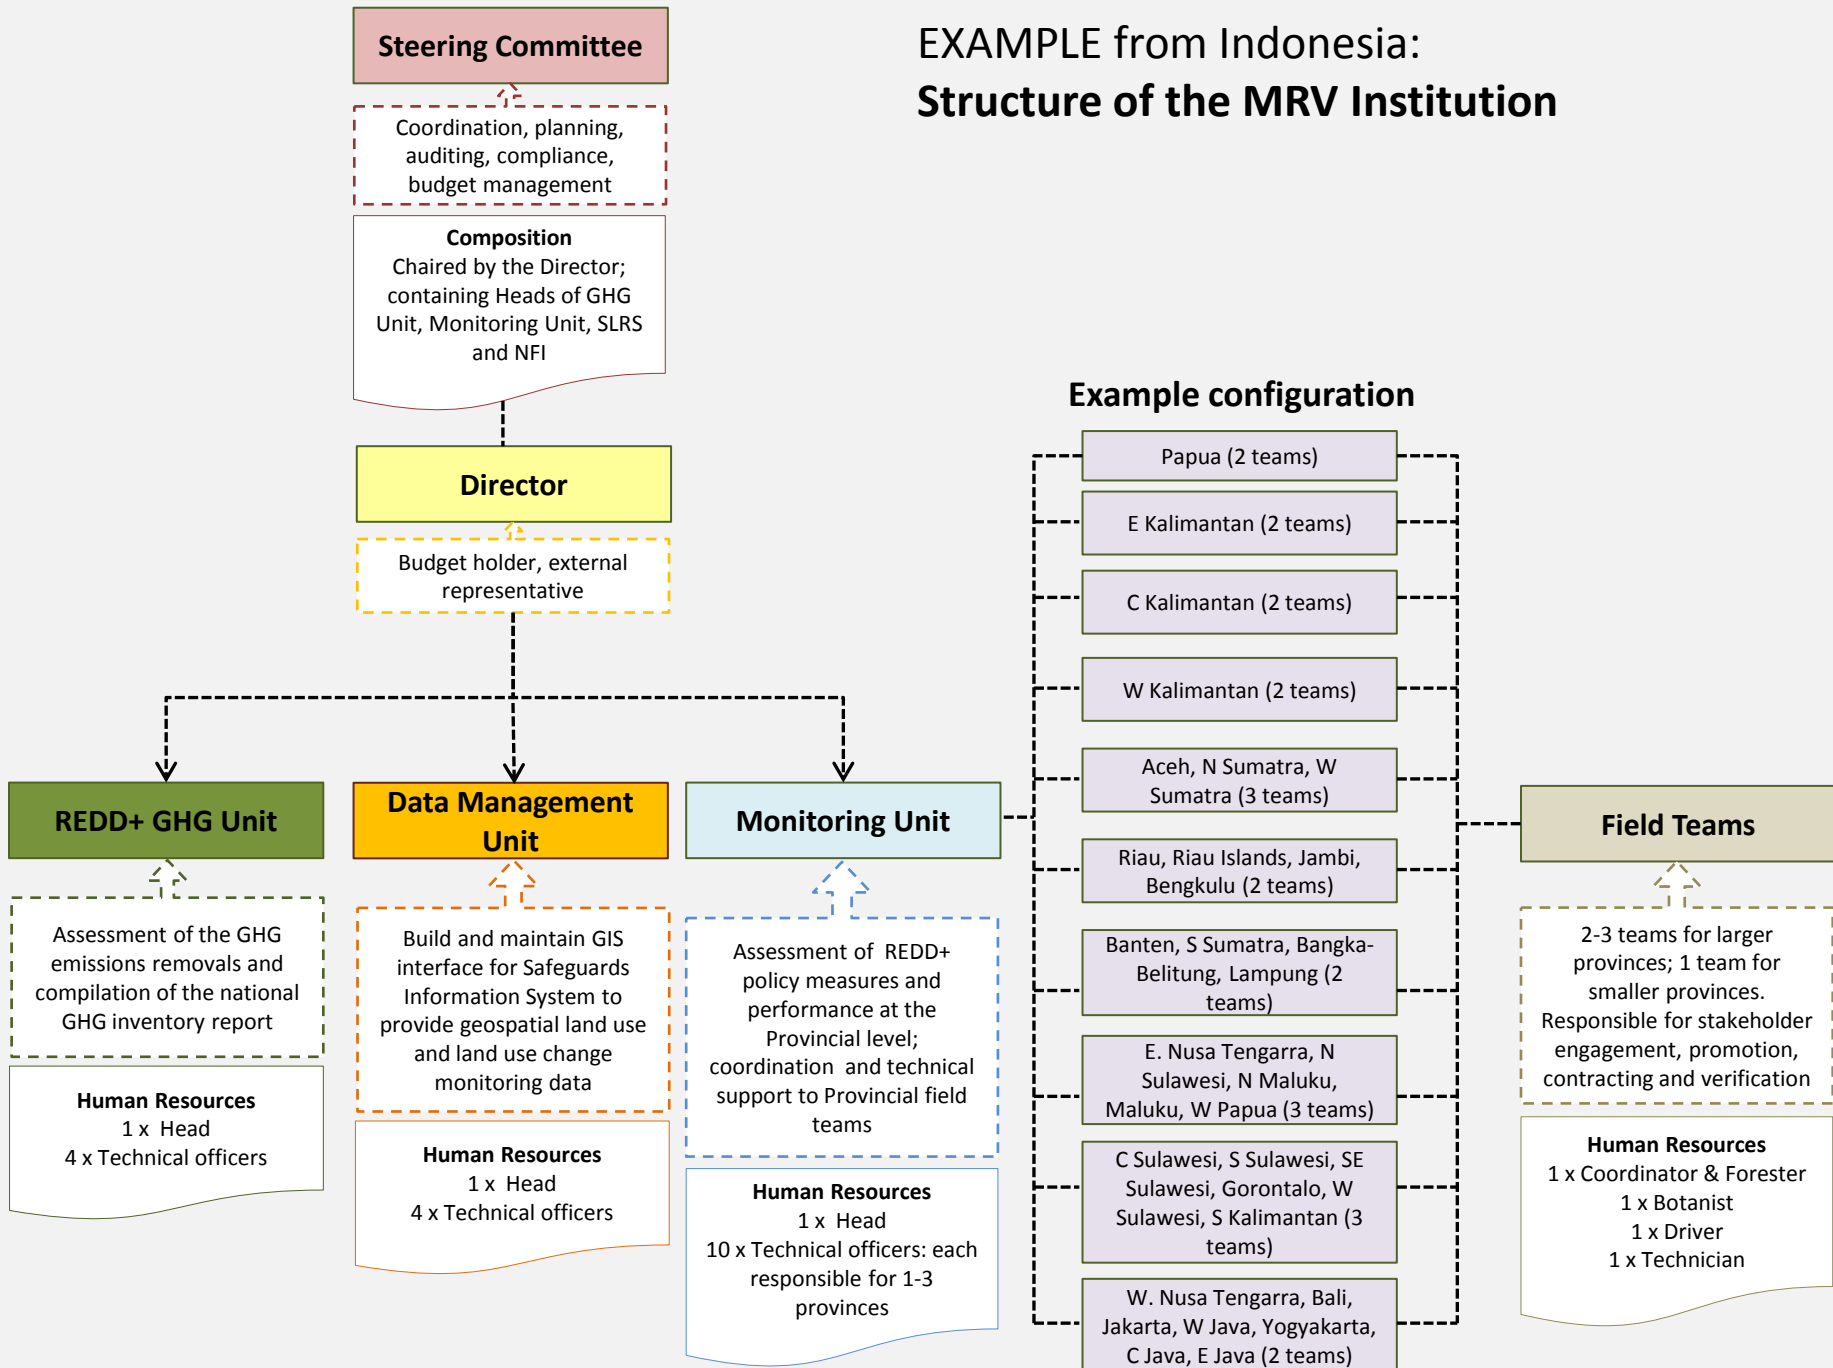 EXAMPLE from Indonesia:
Structure of the MRV Institution
Steering Committee
Coordination, planning,
auditing, compliance,
budget management
Composition
Chaired by the Director;
containing Heads of GHG
Unit, Monitoring Unit, SLRS
and NFI
Director
Budget holder, external
representative
REDD+ GHG Unit
Assessment of the GHG
emissions removals and
compilation of the national
GHG inventory report
Human Resources
1 x Head
4 x Technical officers
Data Management
Unit
Build and maintain GIS
interface for Safeguards
Information System to
provide geospatial land use
and land use change
monitoring data
Human Resources
1 x Head
4 x Technical officers
Monitoring Unit
Assessment of REDD+
policy measures and
performance at the
Provincial level;
coordination and technical
support to Provincial field
teams
Human Resources
1 x Head
10 x Technical officers: each
responsible for 1-3
provinces
Example configuration
Papua (2 teams)
E Kalimantan (2 teams)
C Kalimantan (2 teams)
W Kalimantan (2 teams)
Aceh, N Sumatra, W
Sumatra (3 teams)
Riau, Riau Islands, Jambi,
Bengkulu (2 teams)
Banten, S Sumatra, Bangka-
Belitung, Lampung (2
teams)
E. Nusa Tengarra, N
Sulawesi, N Maluku,
Maluku, W Papua (3 teams)
C Sulawesi, S Sulawesi, SE
Sulawesi, Gorontalo, W
Sulawesi, S Kalimantan (3
teams)
W. Nusa Tengarra, Bali,
Jakarta, W Java, Yogyakarta,
C Java, E Java (2 teams)
Field Teams
2-3 teams for larger
provinces; 1 team for
smaller provinces.
Responsible for stakeholder
engagement, promotion,
contracting and verification
Human Resources
1 x Coordinator & Forester
1 x Botanist
1 x Driver
1 x Technician